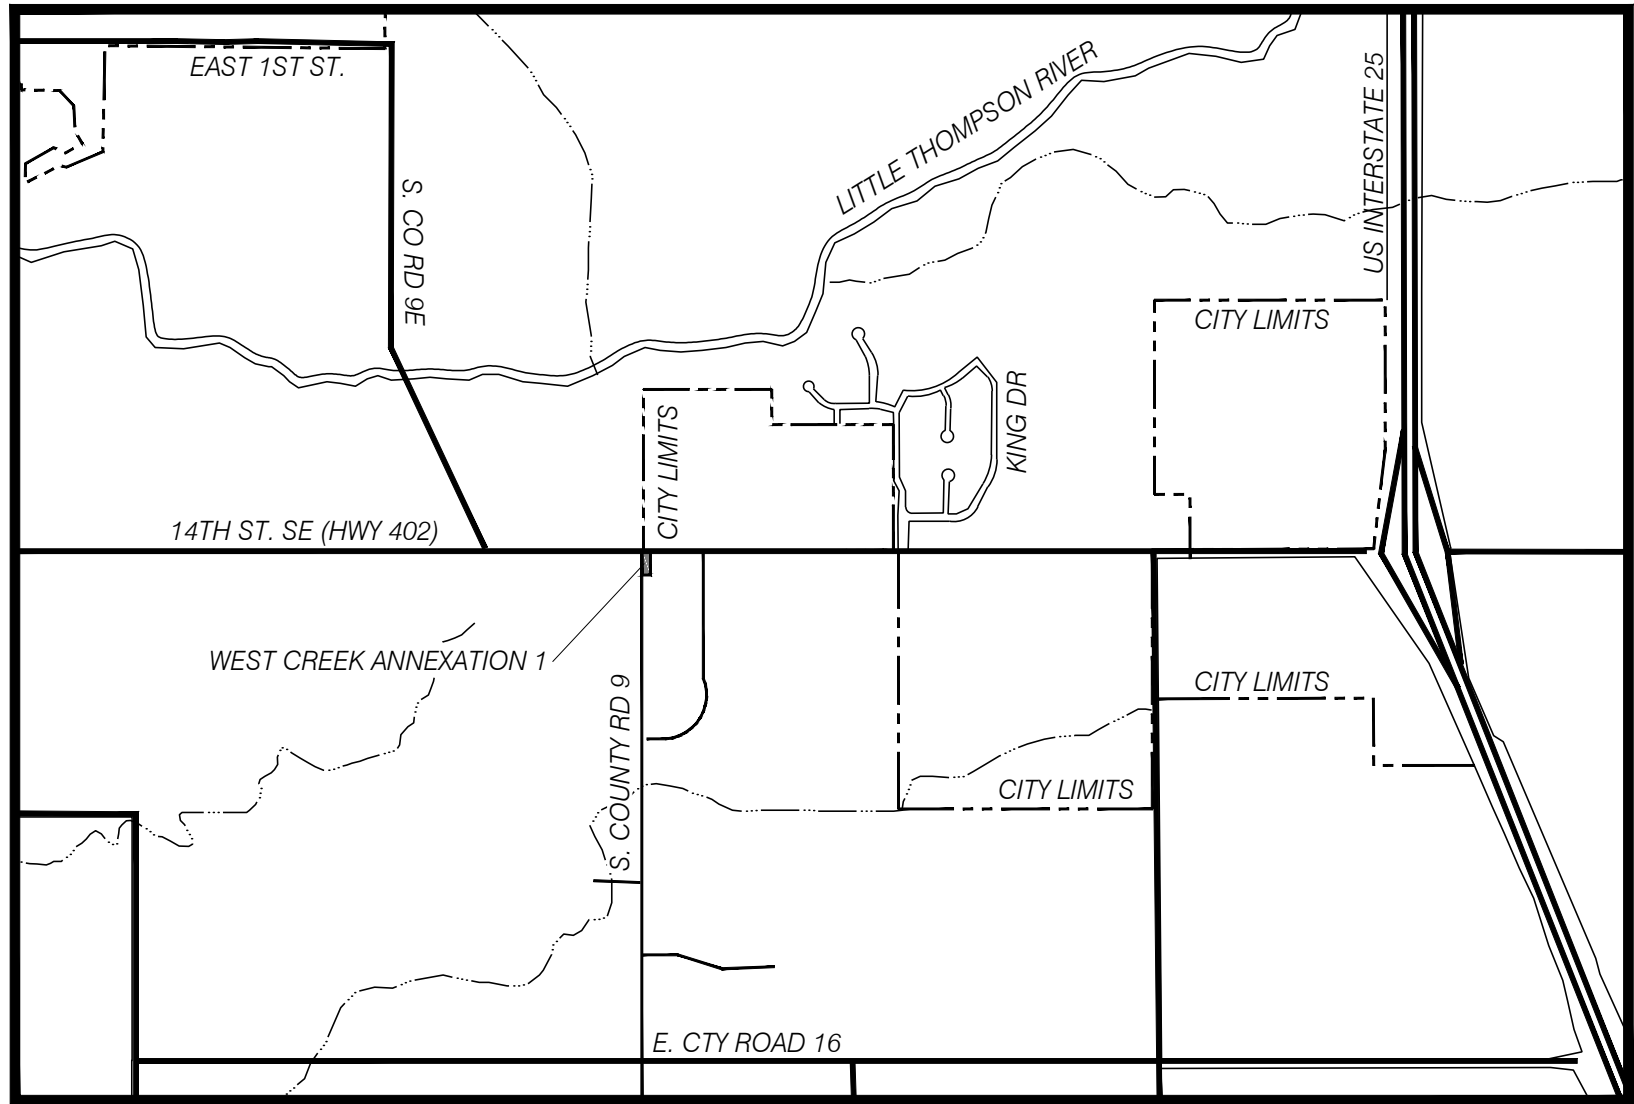 EAST 1ST ST.
S. CO RD 9E
LITTLE THOMPSON RIVER
US INTERSTATE 25
CITY LIMITS
KING DR
CITY LIMITS
14TH ST. SE (HWY 402)
WEST CREEK ANNEXATION 1
S. COUNTY RD 9
CITY LIMITS
CITY LIMITS
E. CTY ROAD 16